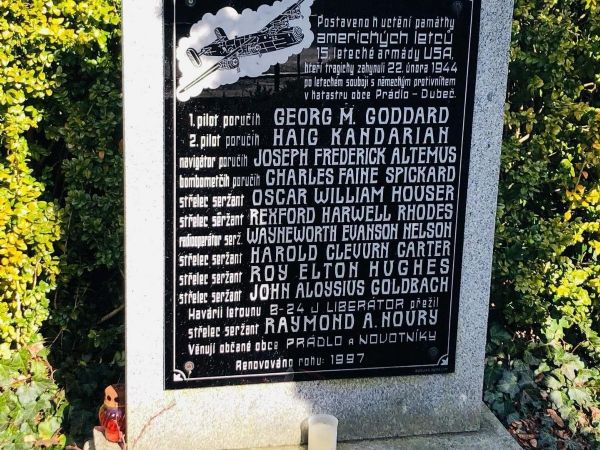 Postaveno k uctění památky
amerických letců
15. letecké armády USA,
kteří tragicky zahynuli 22. února 1944
po leteckém souboji s německým protivníkem
v katastru obce Prádlo - Dubeč.
1. pilot poručík GEORG M. GODDARD
2. pilot poručík HAIG KANDARIAN
navigátor poručík JOSEPH FREDERICK ALTEMUS
bombometčík poručík CHARLES FAINE SPICKARD
střelec seržant OSCAR WILLIAM HOUSER
střelec seržant REXFORD HARWELL RHODES
radiooperátor serž. WAYNEWORTH EVANSON NELSON
střelec seržant HAROLD CLEVURN CARTER
střelec seržant ROY ELTON HUGHES
střelec seržant JOHN ALOYSIUS GOLDBACH
Havárii letounu B-24 J LIBERÁTOR přežil
střelec seržant RAYMOND A. NOURY
Věnují občané obce PRÁDLO a NOVOTNÍKY
Renovováno roku: 1997